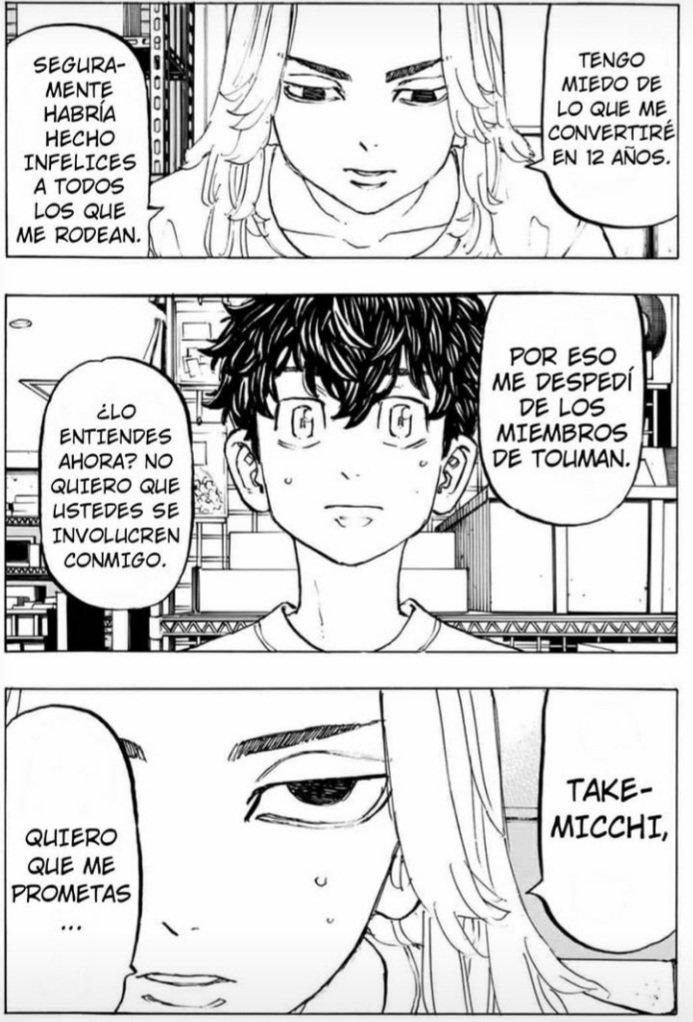 TENGO
MIEDO DE
LO QUE ME
CONVERTIRÉ
EN 12 AÑOS.
SEGURA-
MENTE
HABRÍA
HECHO
INFELICES
A TODOS
LOS QUE
ME RODEAN.
POR ESO
ME DESPEDÍ
DE LOS
MIEMBROS
DE TOUMAN.
¿LO
ENTIENDES
AHORA? NO
QUIERO QUE
USTEDES SE
INVOLUCREN
CONMIGO.
TAKE-
MICCHI,
QUIERO
QUE ME
PROMETAS
...